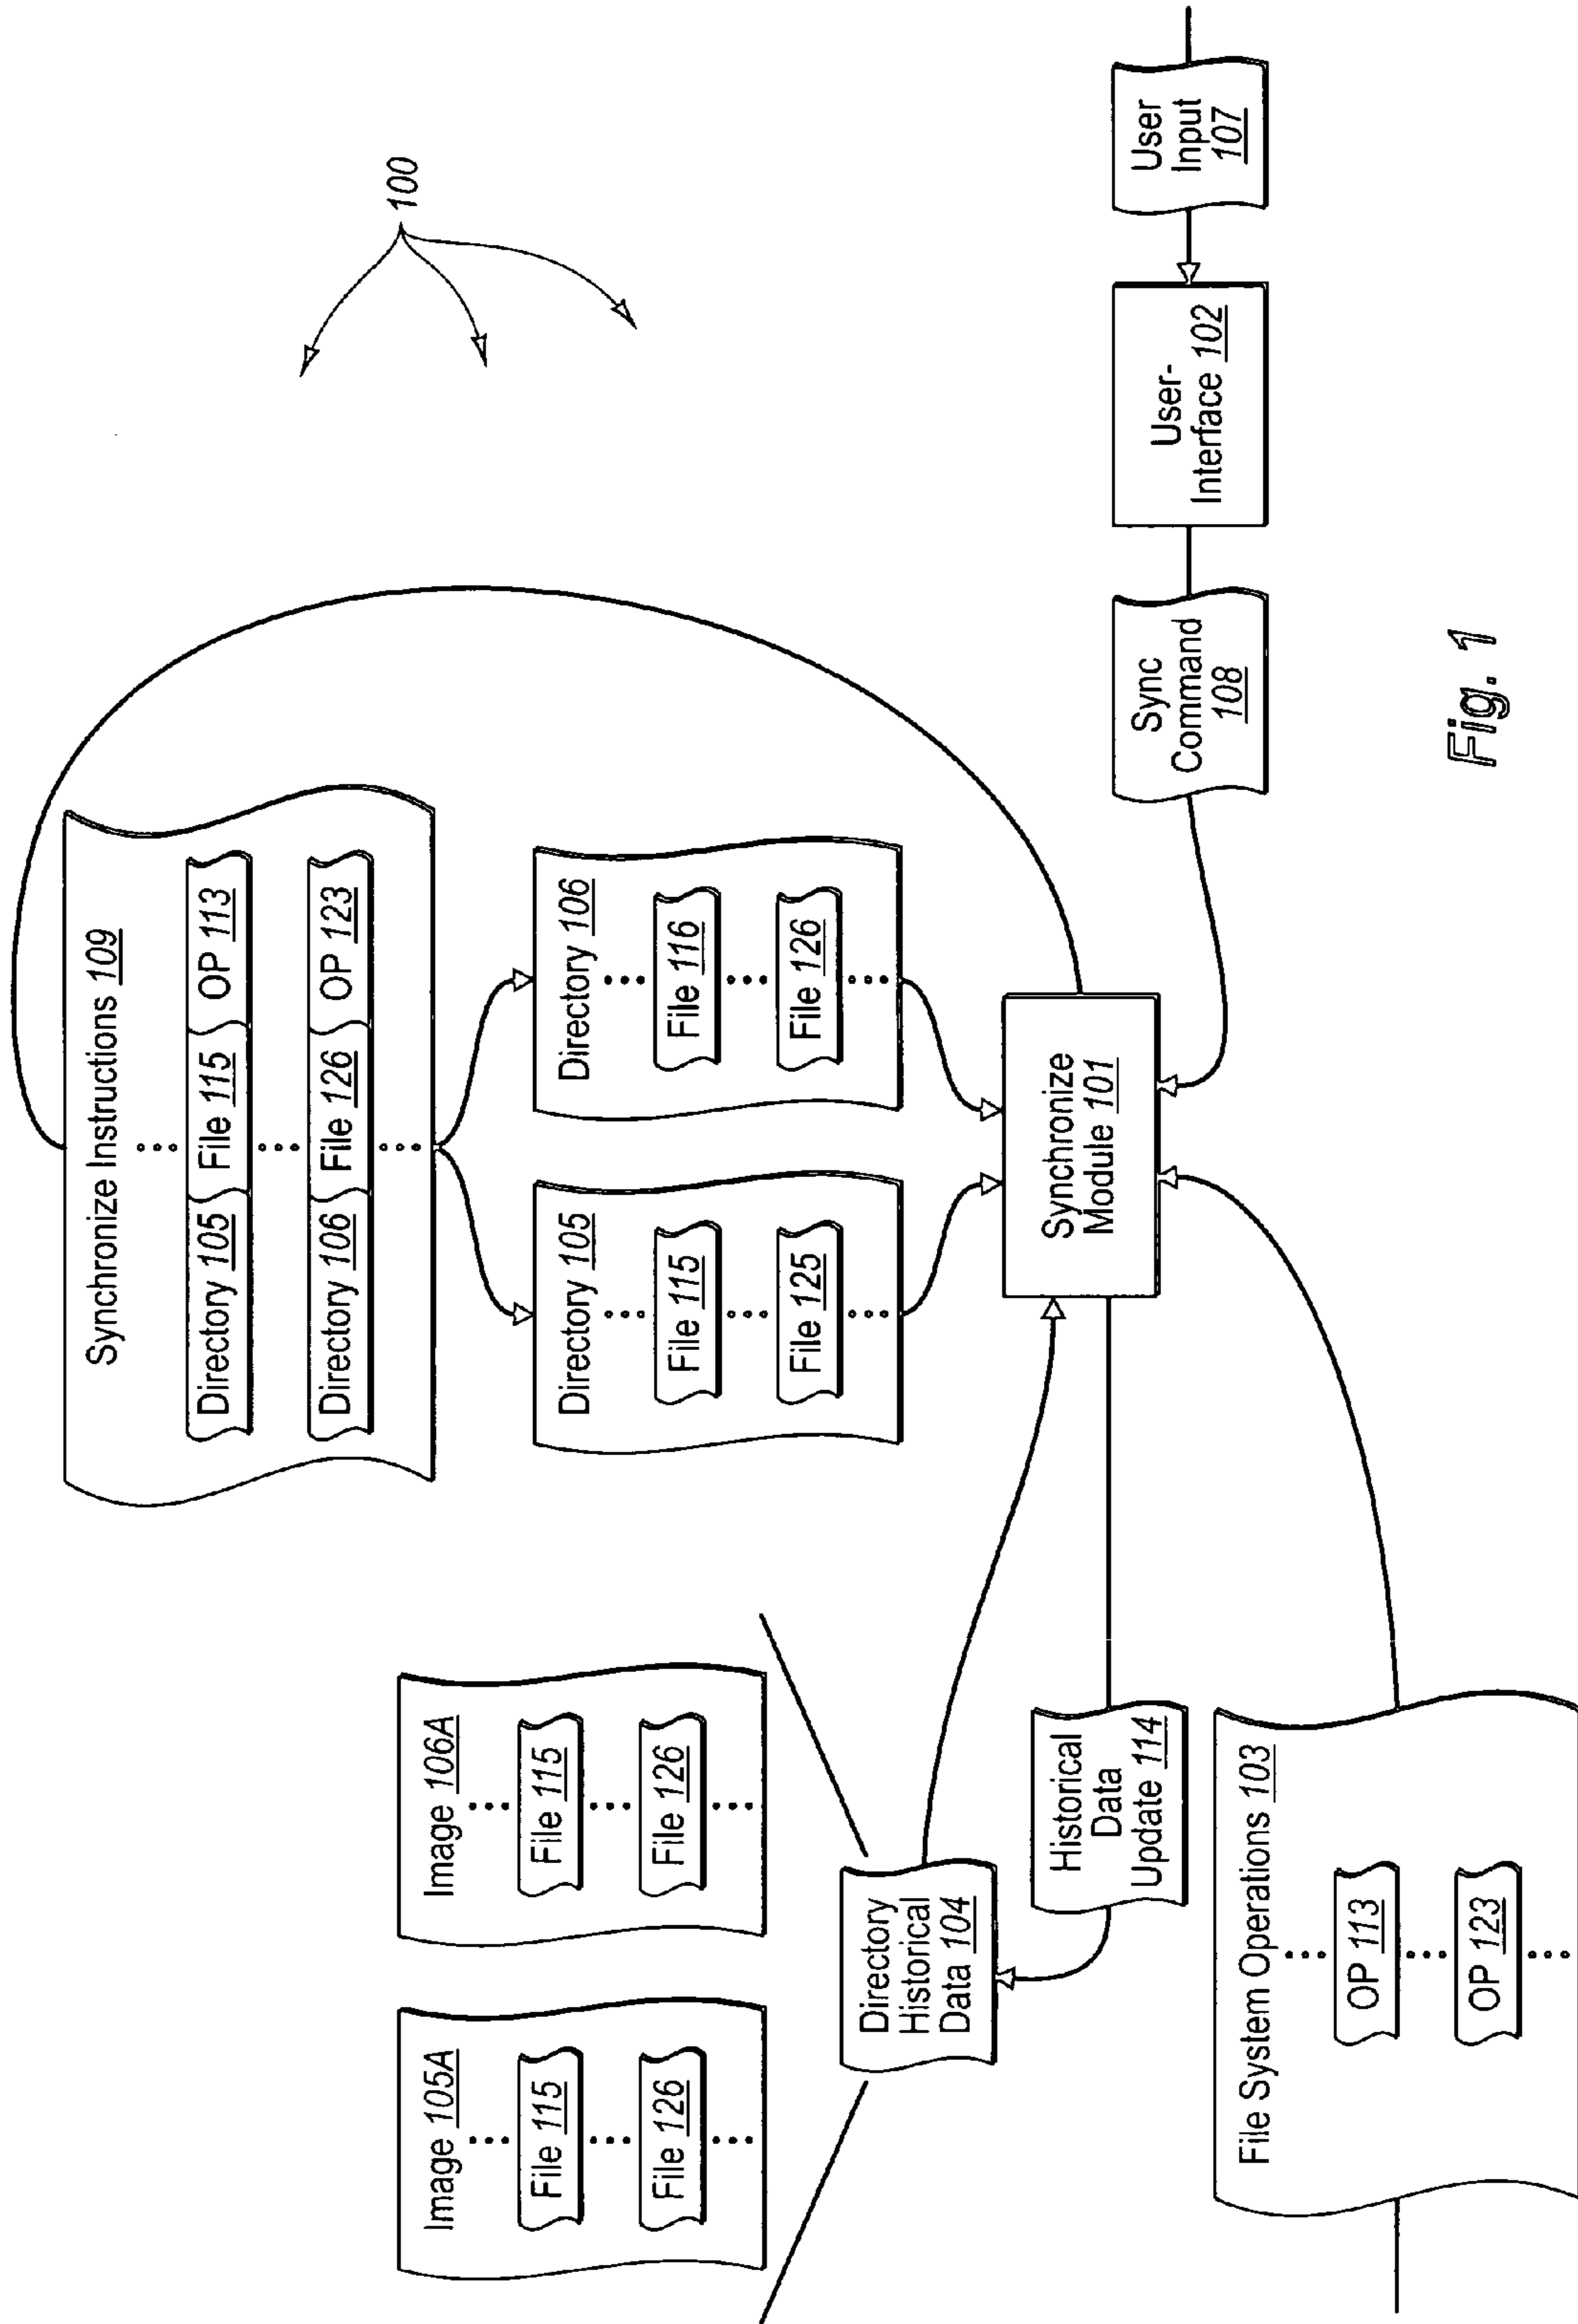 100
Synchronize Instructions 109
Directory 105 File 115 OP 113
Directory 106 File 126 OP 123
Image 105A
File 115
File 126
Image 106A
File 115
File 126
Directory 105
File 115
File 125
Directory 106
File 116
File 126
Directory
Historical
Data 104
Historical
Data
Update 114
Synchronize
Module 101
Sync
Command
108
User-
Interface 102
User
Input
107
File System Operations 103
OP 113
OP 123
Fig. 1